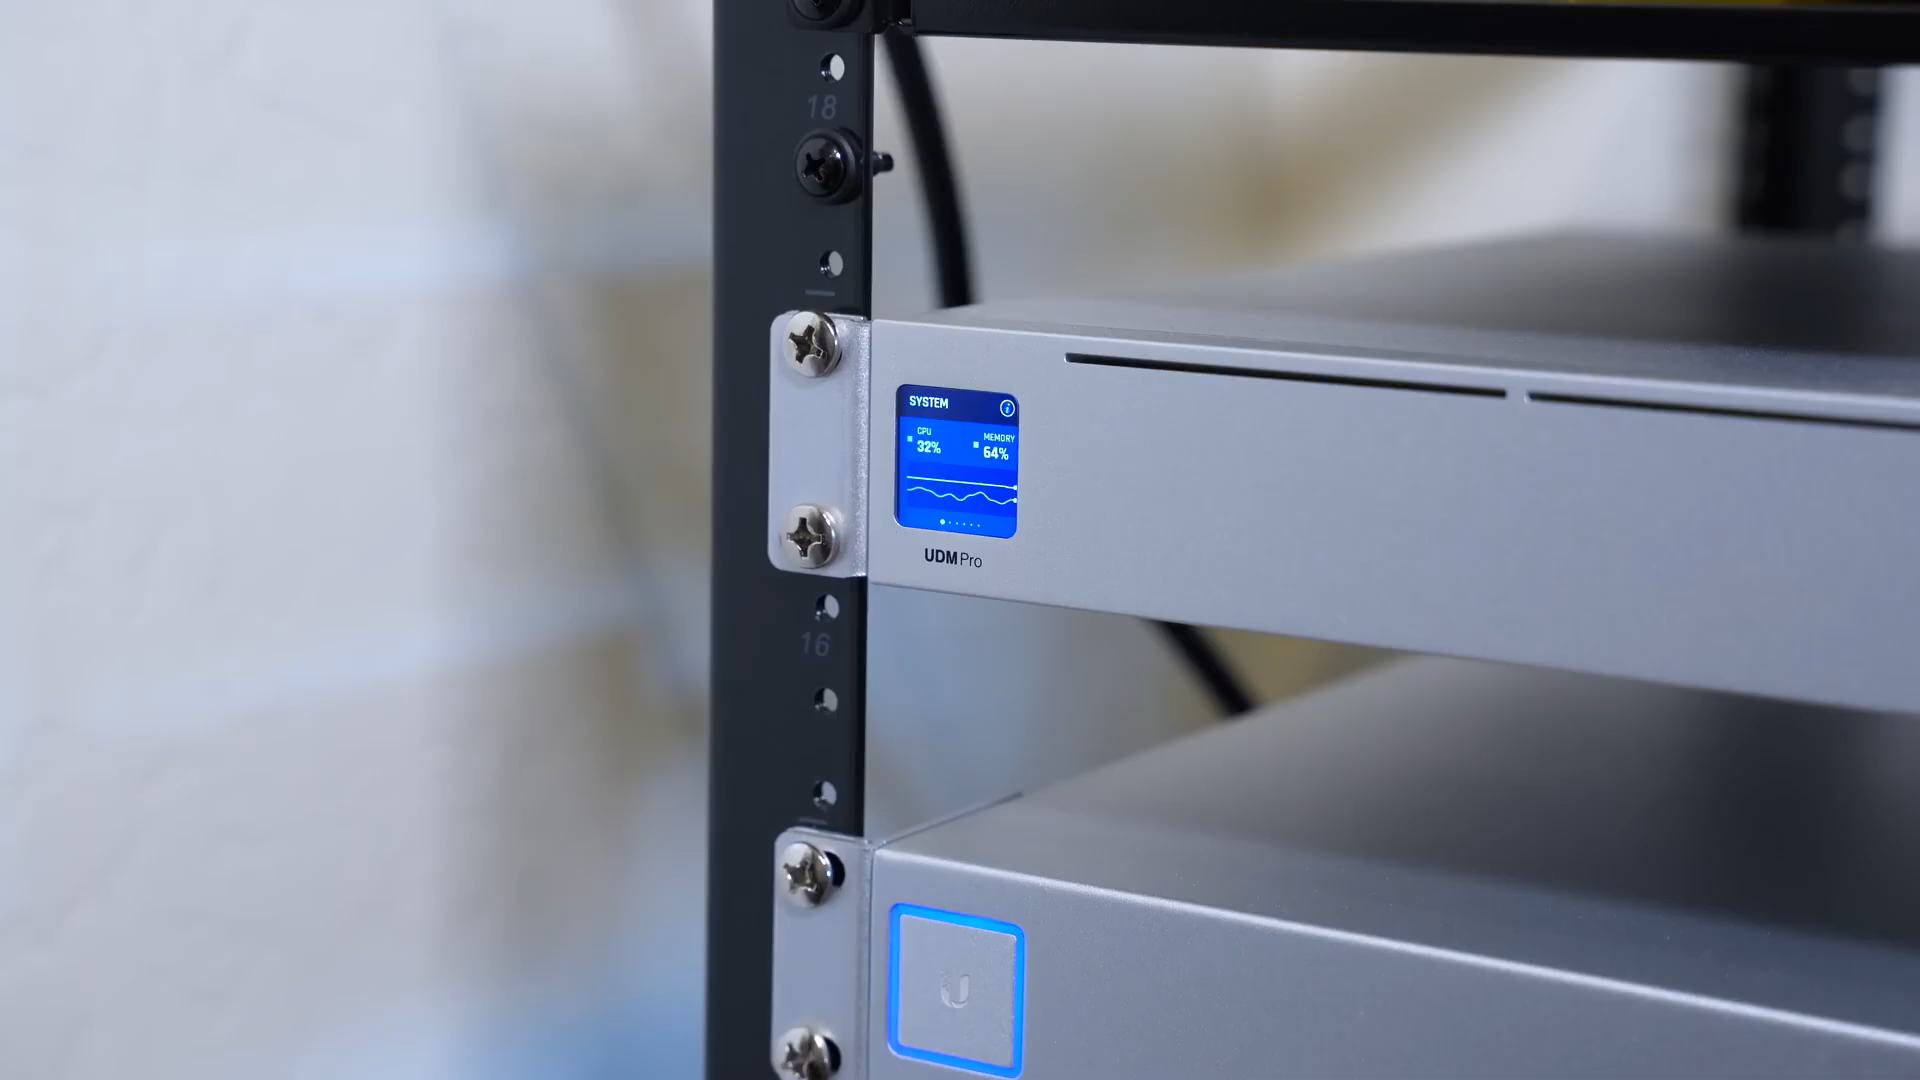 18
SYSTEM
CPU
32%
MEMORY
64%
UDM Pro
16
U